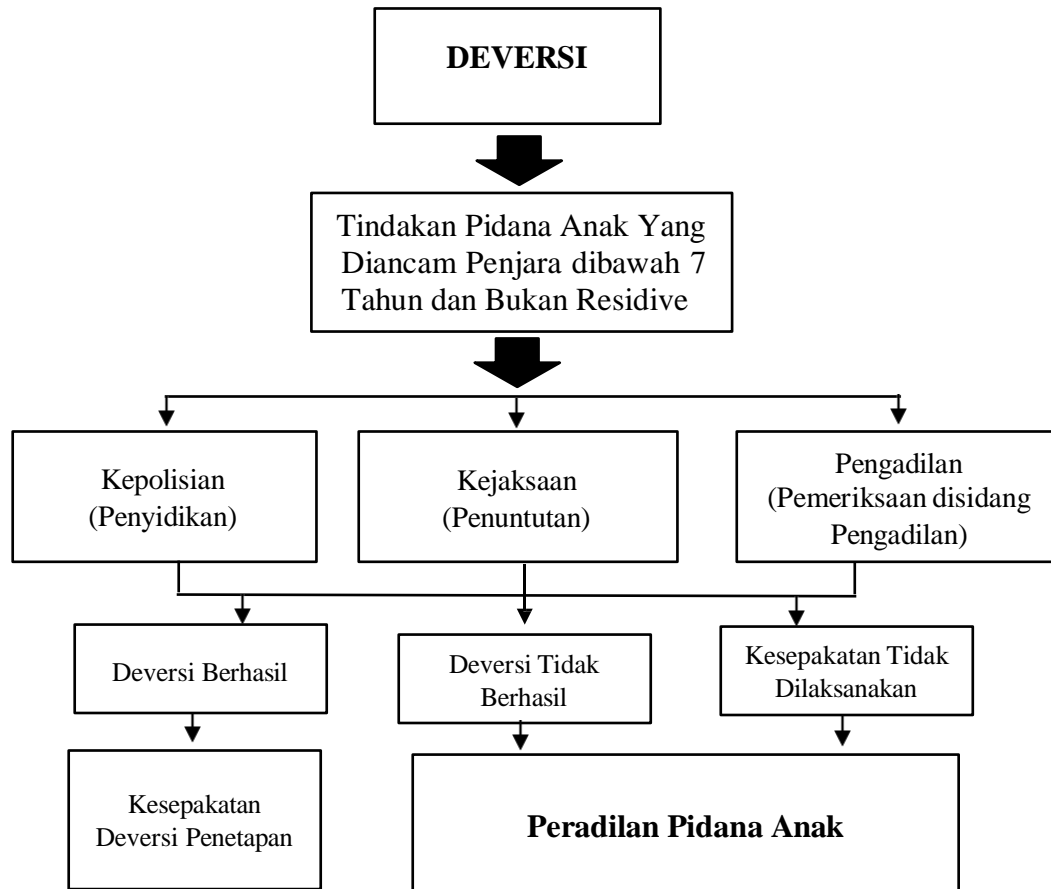 DEVERSI
Tindakan Pidana Anak Yang
Diancam Penjara dibawah 7
Tahun dan Bukan Residive
Kepolisian
(Penyidikan)
Kejaksaan
(Penuntutan)
Pengadilan
(Pemeriksaan disidang
Pengadilan)
Deversi Berhasil
Deversi Tidak
Berhasil
Kesepakatan Tidak
Dilaksanakan
Kesepakatan
Deversi Penetapan
Peradilan Pidana Anak